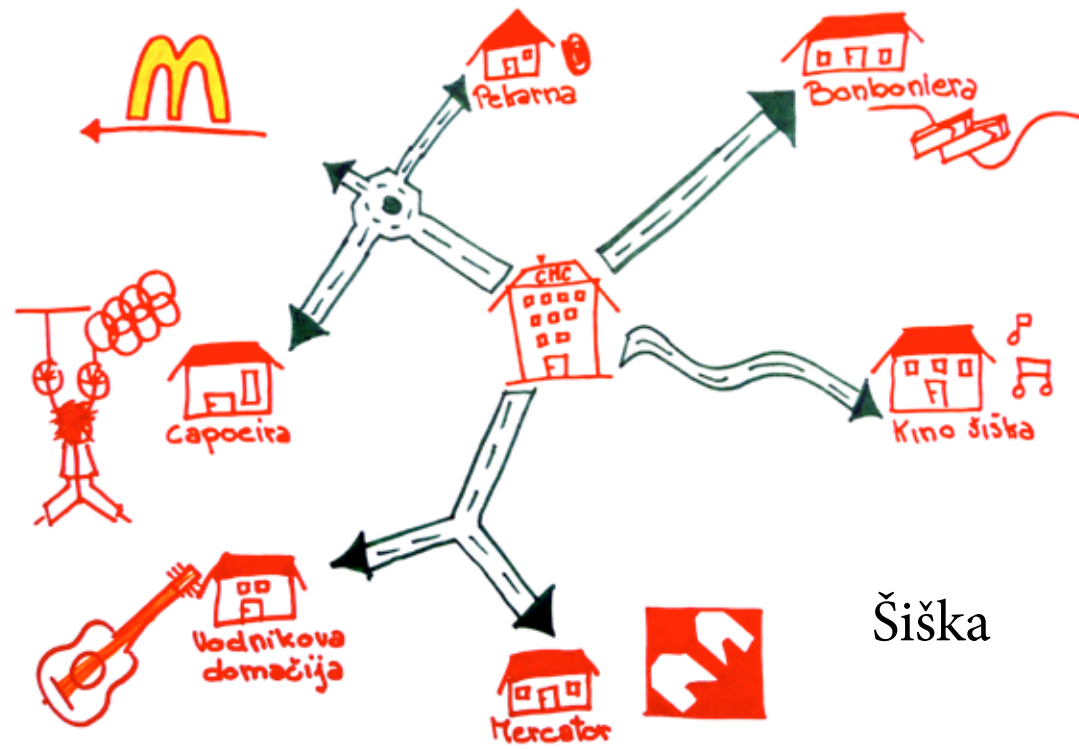 M
Pekarna
Bonboniera
CMC
Capoeira
Kino Šiška
Vodnikova
domačija
Šiška
Mercator